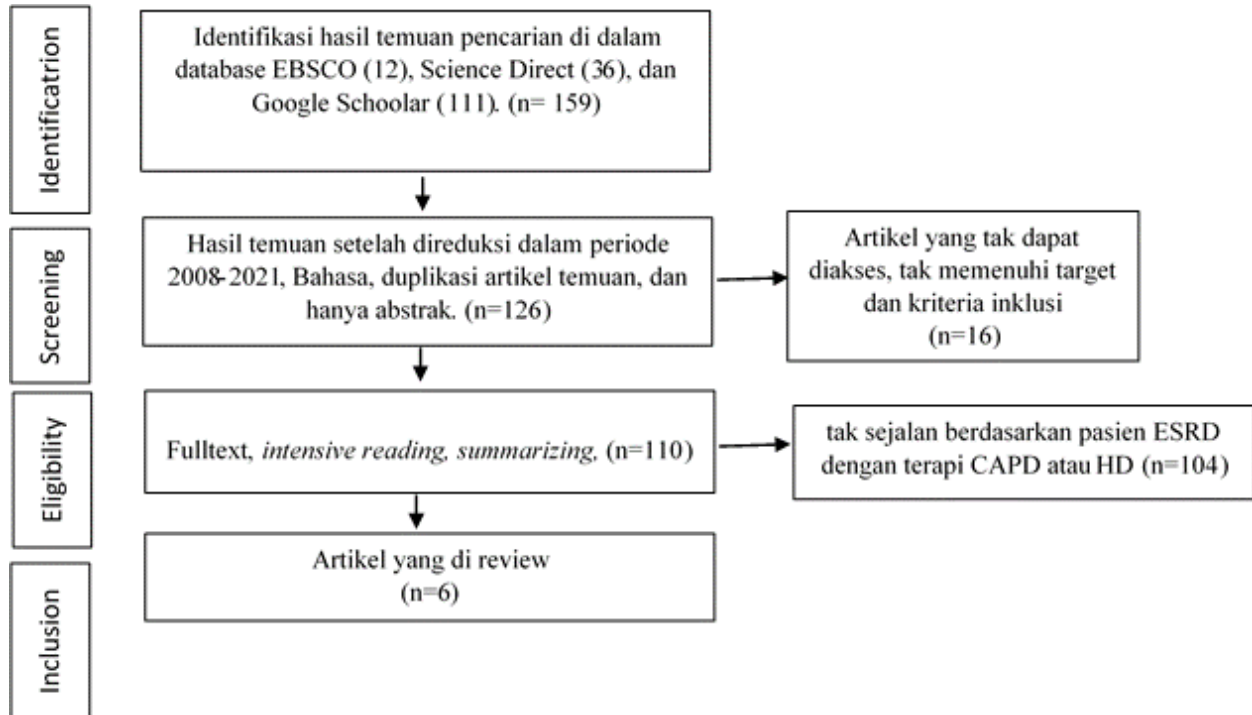 Identificatrion
Identifikasi hasil temuan pencarian di dalam
database EBSCO (12), Science Direct (36), dan
Google Schoolar (111). (n= 159)
Screening
Hasil temuan setelah direduksi dalam periode
2008-2021, Bahasa, duplikasi artikel temuan, dan
hanya abstrak. (n=126)
Artikel yang tak dapat
diakses, tak memenuhi target
dan kriteria inklusi
(n=16)
Eligibility
Fulltext, intensive reading, summarizing, (n=110)
tak sejalan berdasarkan pasien ESRD
dengan terapi CAPD atau HD (n=104)
Inclusion
Artikel yang di review
(n=6)